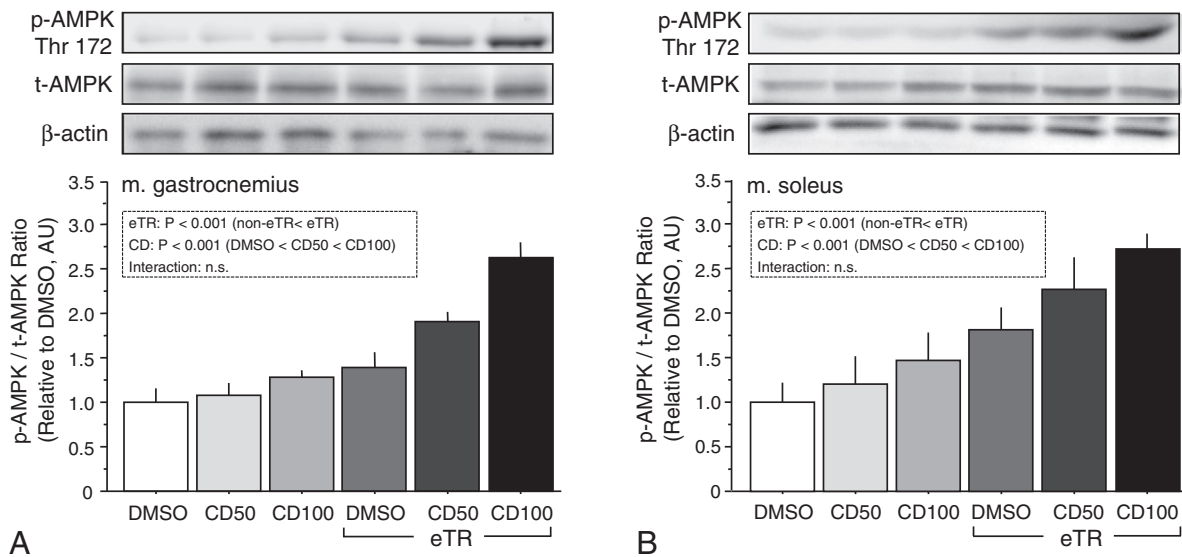 p-AMPK
Thr 172
t-AMPK
β-actin
m. gastrocnemius
eTR: P < 0.001 (non-eTR< eTR)
CD: P < 0.001 (DMSO < CD50 < CD100)
Interaction: n.s.
p-AMPK / t-AMPK Ratio
(Relative to DMSO, AU)
3.5
3.0
2.5
2.0
1.5
1.0
0.5
0
DMSO CD50 CD100 DMSO CD50 CD100
eTR
A
p-AMPK
Thr 172
t-AMPK
β-actin
m. soleus
eTR: P < 0.001 (non-eTR< eTR)
CD: P < 0.001 (DMSO < CD50 < CD100)
Interaction: n.s.
p-AMPK / t-AMPK Ratio
(Relative to DMSO, AU)
3.5
3.0
2.5
2.0
1.5
1.0
0.5
0
DMSO CD50 CD100 DMSO CD50 CD100
eTR
B